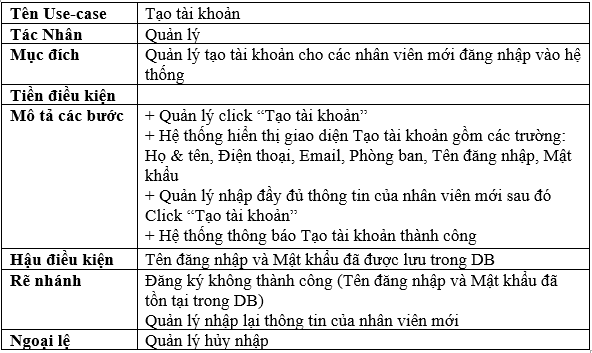 Tên Use-case Tạo tài khoản
Tác Nhân Quản lý
Mục đích Quản lý tạo tài khoản cho các nhân viên mới đăng nhập vào hệ
thống
Tiền điều kiện
Mô tả các bước + Quản lý click “Tạo tài khoản”
+ Hệ thống hiển thị giao diện Tạo tài khoản gồm các trường:
Họ & tên, Điện thoại, Email, Phòng ban, Tên đăng nhập, Mật
khẩu
+ Quản lý nhập đầy đủ thông tin của nhân viên mới sau đó
Click “Tạo tài khoản”
+ Hệ thống thông báo Tạo tài khoản thành công
Hậu điều kiện Tên đăng nhập và Mật khẩu đã được lưu trong DB
Rẽ nhánh Đăng ký không thành công (Tên đăng nhập và Mật khẩu đã
tồn tại trong DB)
Quản lý nhập lại thông tin của nhân viên mới
Ngoại lệ Quản lý hủy nhập